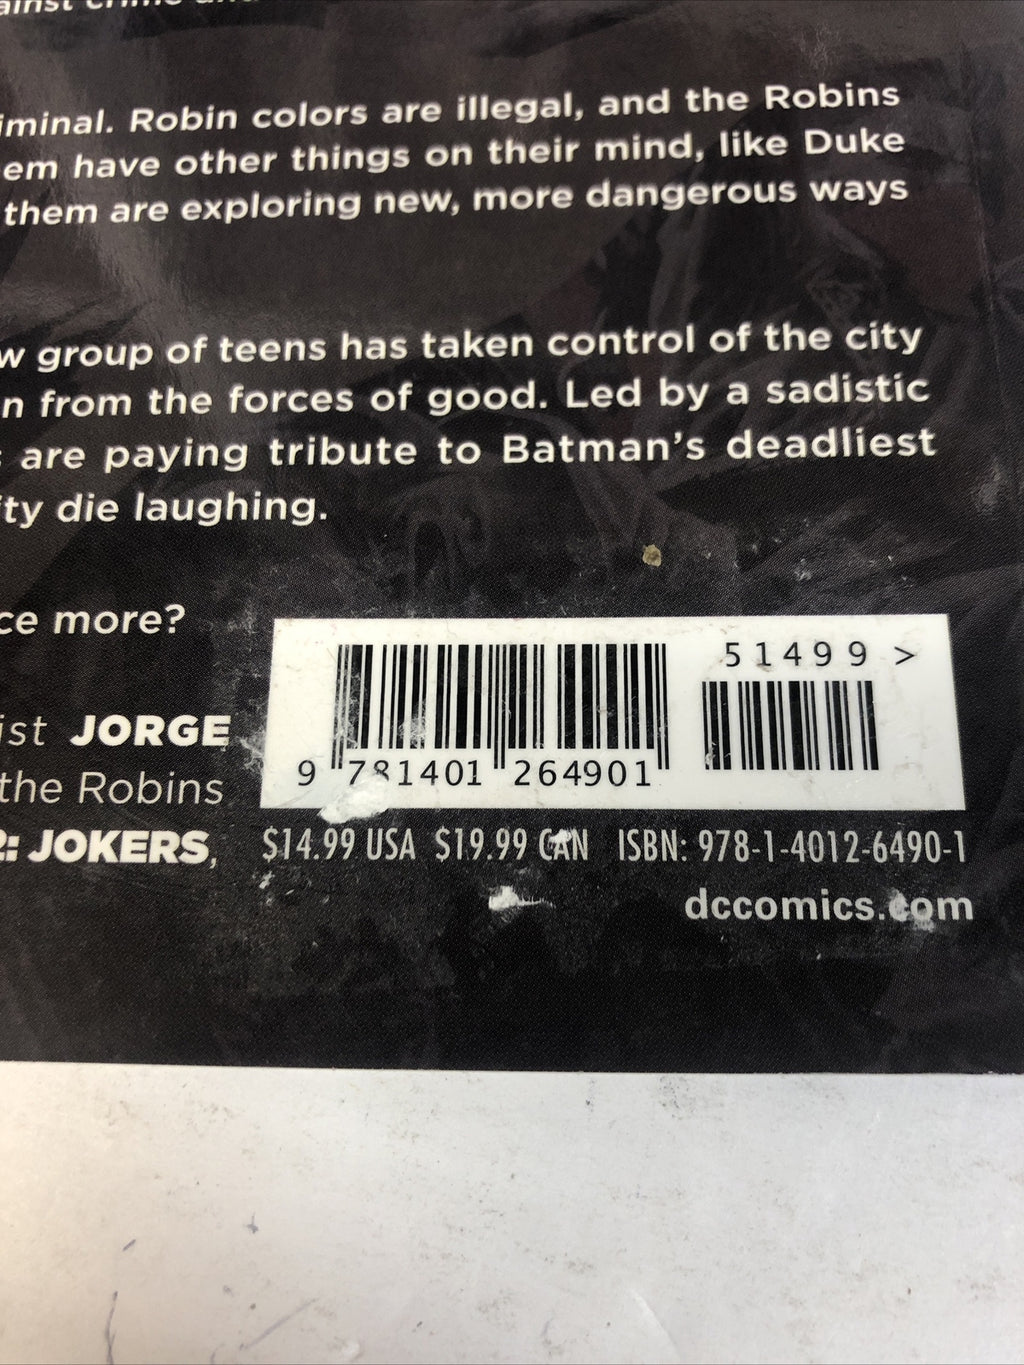 iminal. Robin colors are illegal, and the Robins
em have other things on their mind, like Duke
them are exploring new, more dangerous ways
w group of teens has taken control of the city
n from the forces of good. Led by a sadistic
are paying tribute to Batman's deadliest
ity die laughing.
ce more?
51499 >
9 781401 264901
ist JORGE
the Robins
2: JOKERS,
$14.99 USA $19.99 CAN ISBN: 978-1-4012-6490-1
dccomics.com